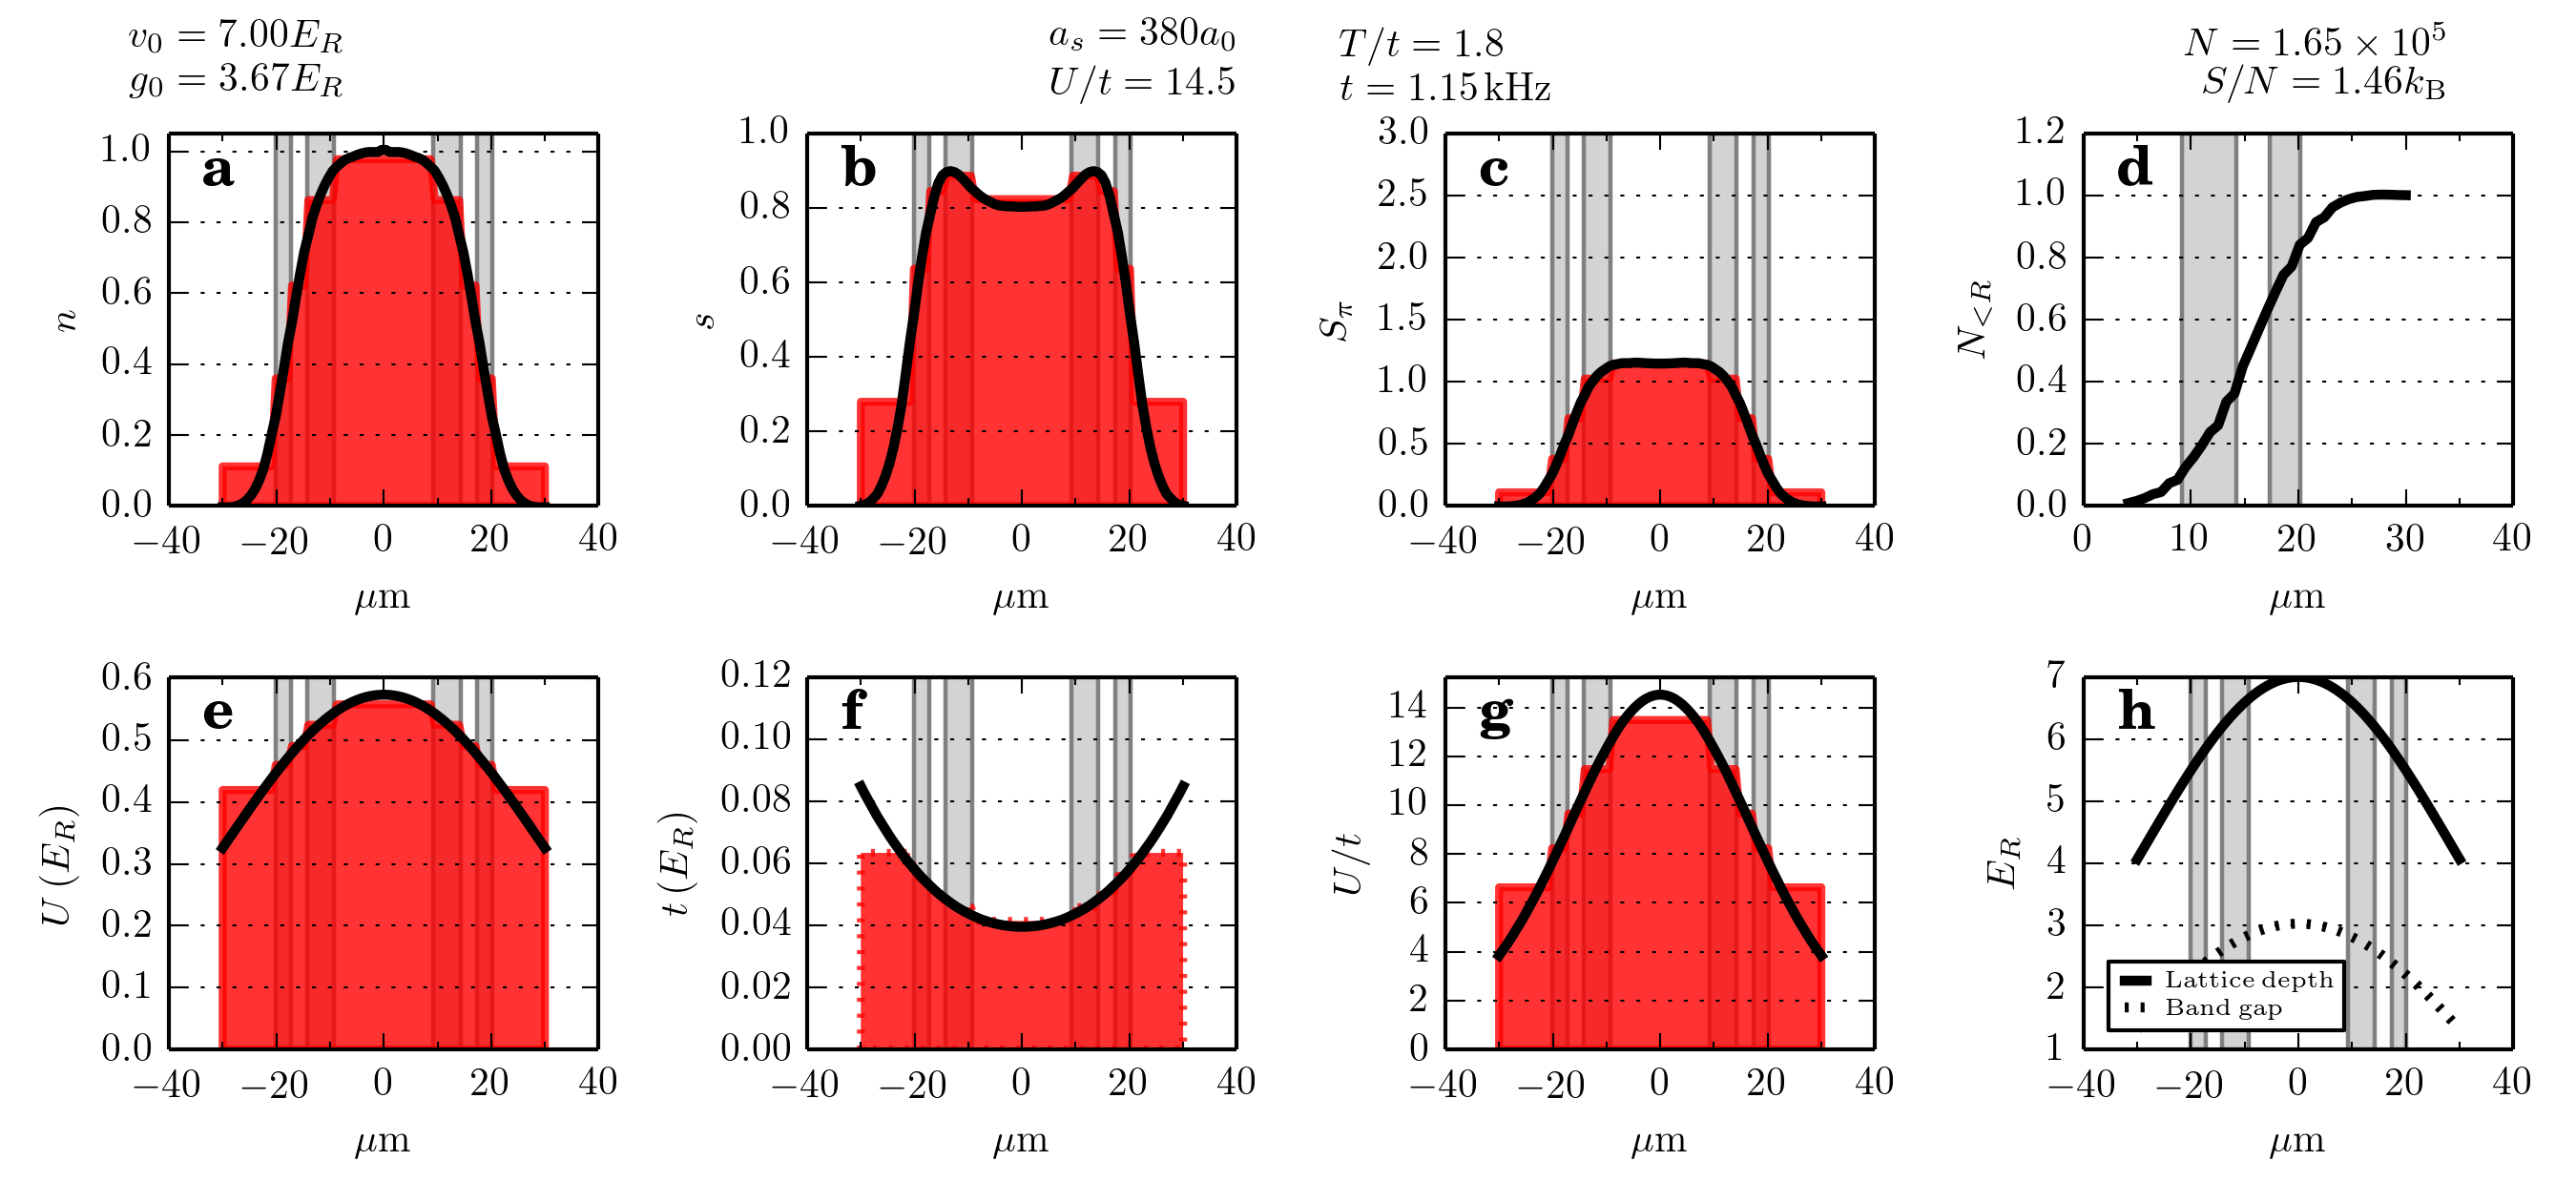 v₀ = 7.00E_R
g₀ = 3.67E_R
a_s = 380a₀
U/t = 14.5
T/t = 1.8
t = 1.15 kHz
N = 1.65 × 10⁵
S/N = 1.46k_B
a
1.0
0.8
0.6
0.4
0.2
0.0
n
−40 −20 0 20 40
μm
b
1.0
0.8
0.6
0.4
0.2
0.0
s
−40 −20 0 20 40
μm
c
3.0
2.5
2.0
1.5
1.0
0.5
0.0
S_π
−40 −20 0 20 40
μm
d
1.2
1.0
0.8
0.6
0.4
0.2
0.0
N_{<R}
0 10 20 30 40
μm
e
0.6
0.5
0.4
0.3
0.2
0.1
0.0
U (E_R)
−40 −20 0 20 40
μm
f
0.12
0.10
0.08
0.06
0.04
0.02
0.00
t (E_R)
−40 −20 0 20 40
μm
g
14
12
10
8
6
4
2
0
U/t
−40 −20 0 20 40
μm
h
7
6
5
4
3
2
1
E_R
Lattice depth
Band gap
−40 −20 0 20 40
μm